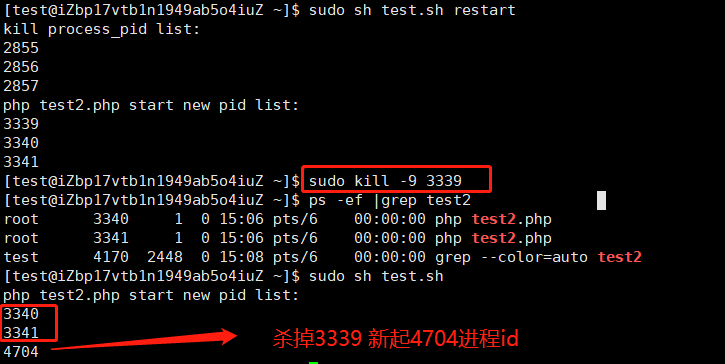 [test@iZbp17vtb1n1949ab5o4iuZ ~]$ sudo sh test.sh restart
kill process_pid list:
2855
2856
2857
php test2.php start new pid list:
3339
3340
3341
[test@iZbp17vtb1n1949ab5o4iuZ ~]$ sudo kill -9 3339
[test@iZbp17vtb1n1949ab5o4iuZ ~]$ ps -ef |grep test2
root      3340     1  0 15:06 pts/6    00:00:00 php test2.php
root      3341     1  0 15:06 pts/6    00:00:00 php test2.php
test      4170  2448  0 15:08 pts/6    00:00:00 grep --color=auto test2
[test@iZbp17vtb1n1949ab5o4iuZ ~]$ sudo sh test.sh
php test2.php start new pid list:
3340
3341
4704
杀掉3339 新起4704进程id